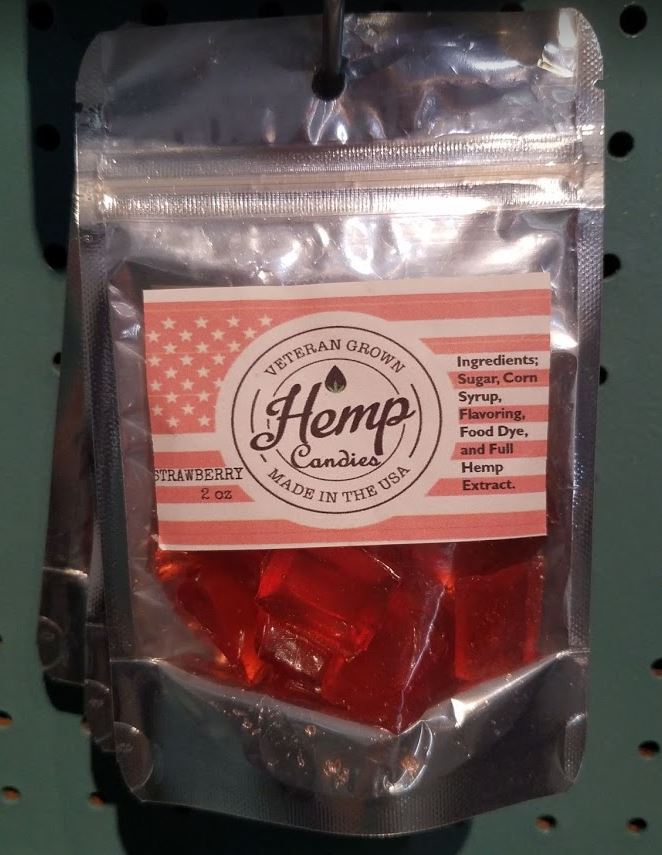 VETERAN GROWN
Hemp
Candies
MADE IN THE USA
STRAWBERRY
2 oz
Ingredients;
Sugar, Corn
Syrup,
Flavoring,
Food Dye,
and Full
Hemp
Extract.